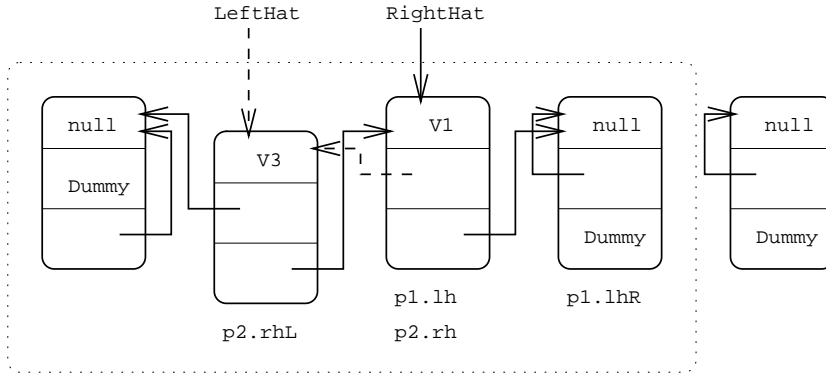 LeftHat RightHat
null V1 null null
V3
Dummy
Dummy Dummy
p1.lh p1.lhR
p2.rhL p2.rh